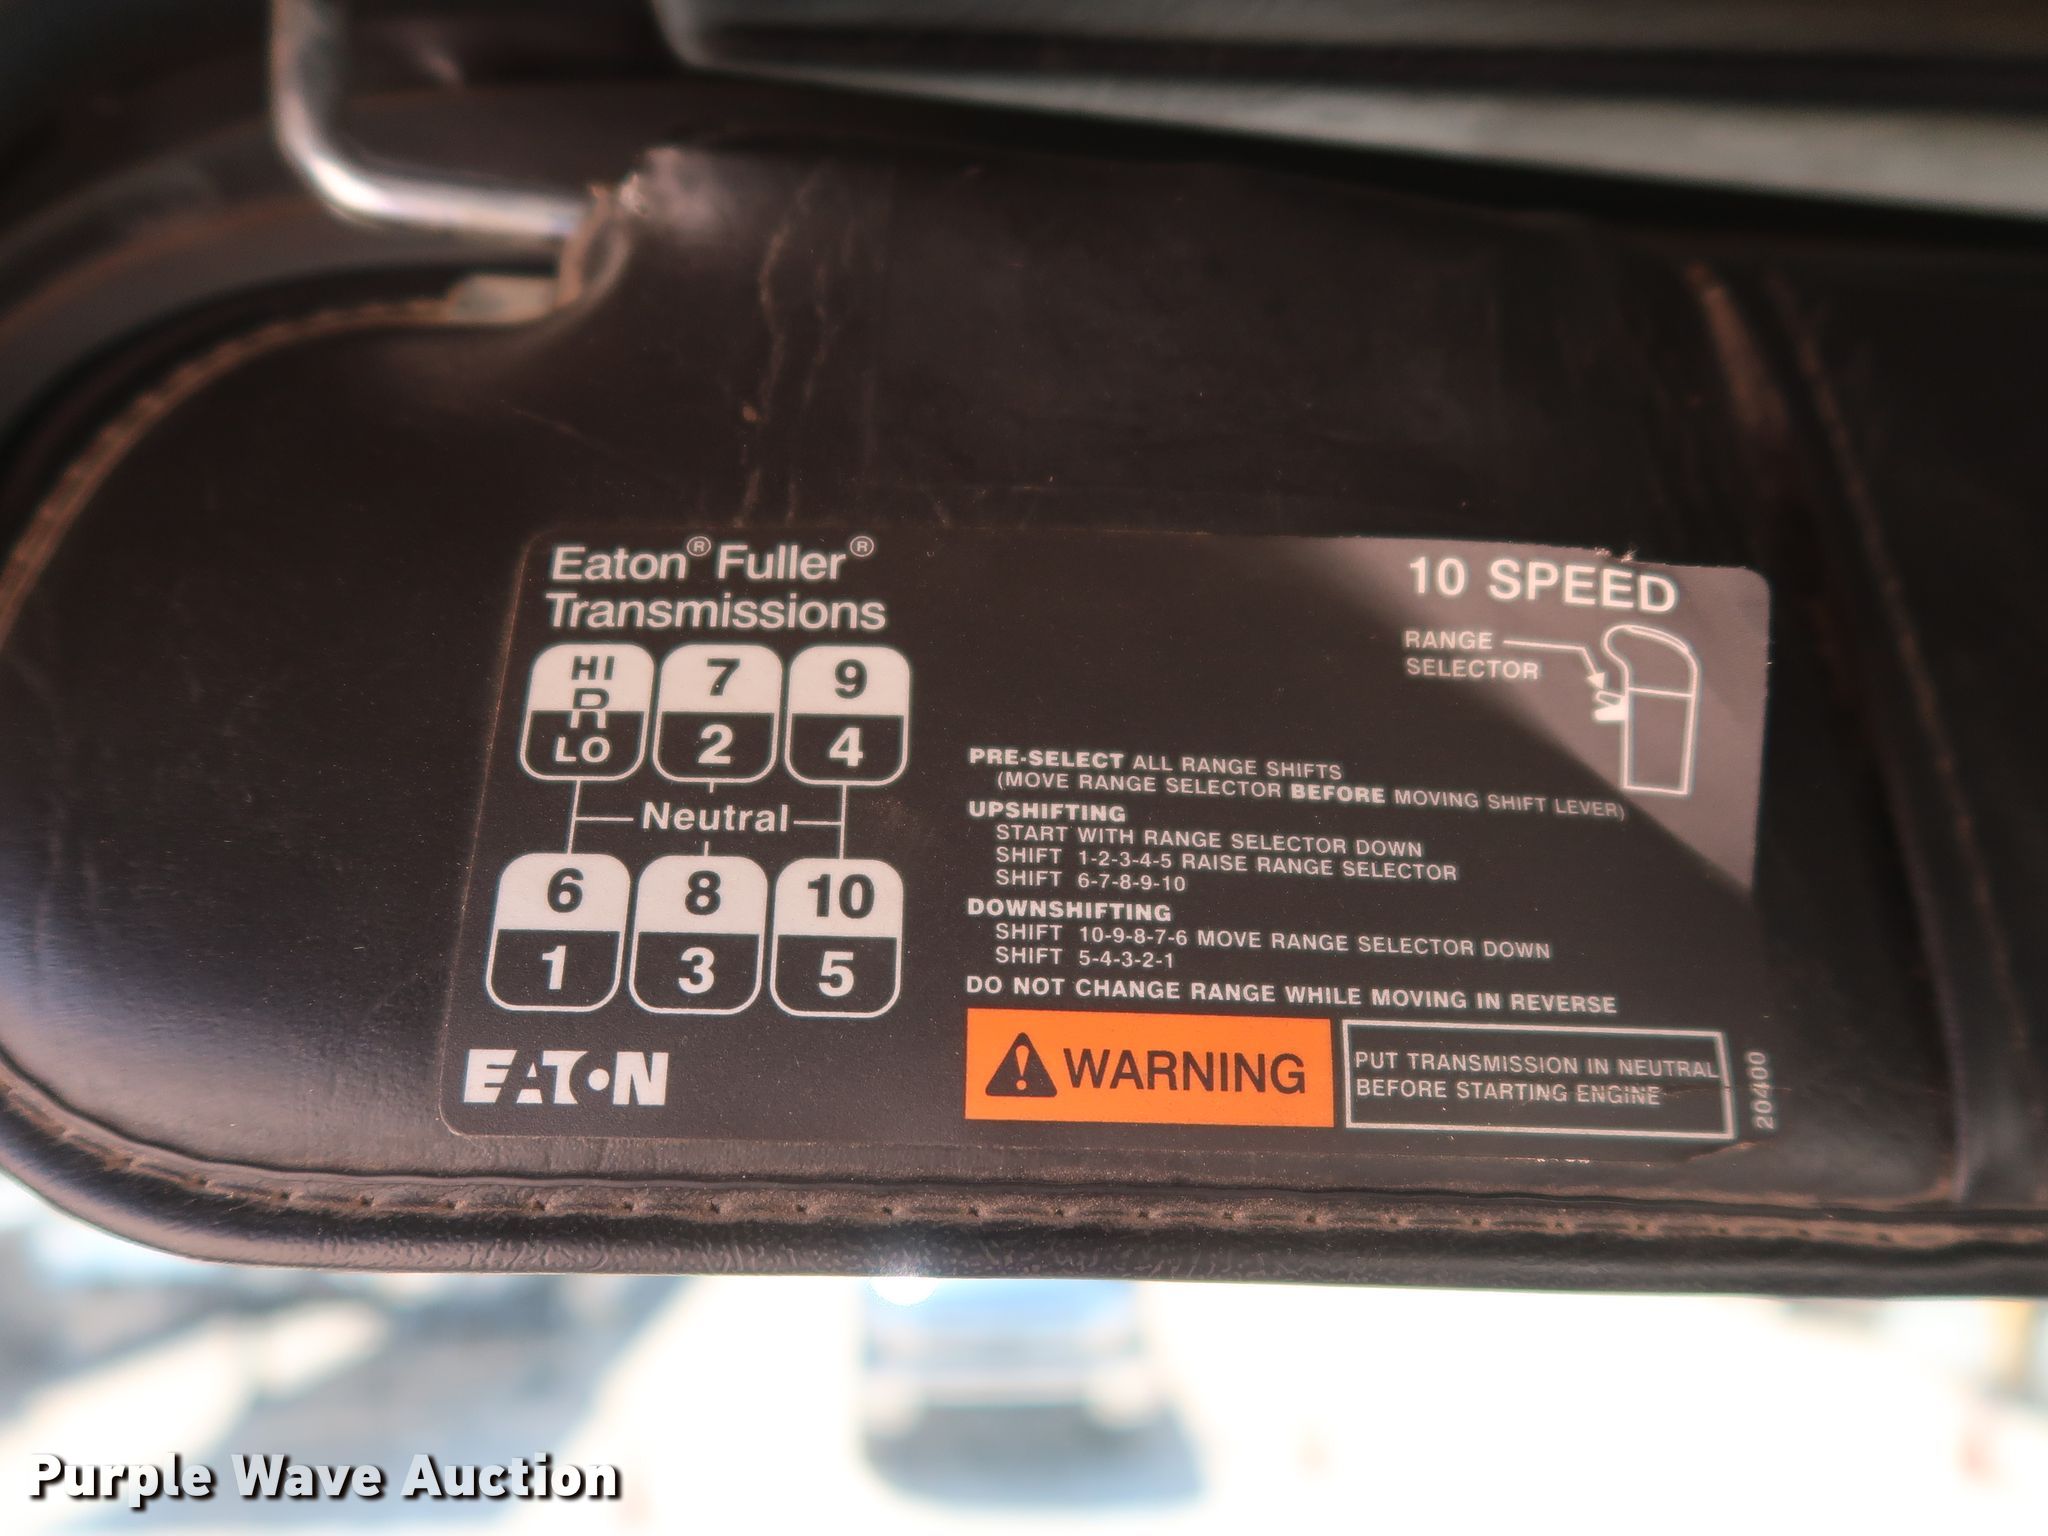 Eaton® Fuller®
Transmissions
HI
R
LO
7
2
9
4
Neutral
6
1
8
3
10
5
EATON
10 SPEED
RANGE
SELECTOR
PRE-SELECT ALL RANGE SHIFTS
(MOVE RANGE SELECTOR BEFORE MOVING SHIFT LEVER)
UPSHIFTING
START WITH RANGE SELECTOR DOWN
SHIFT 1-2-3-4-5 RAISE RANGE SELECTOR
SHIFT 6-7-8-9-10
DOWNSHIFTING
SHIFT 10-9-8-7-6 MOVE RANGE SELECTOR DOWN
SHIFT 5-4-3-2-1
DO NOT CHANGE RANGE WHILE MOVING IN REVERSE
WARNING
PUT TRANSMISSION IN NEUTRAL
BEFORE STARTING ENGINE
20400
Purple Wave Auction